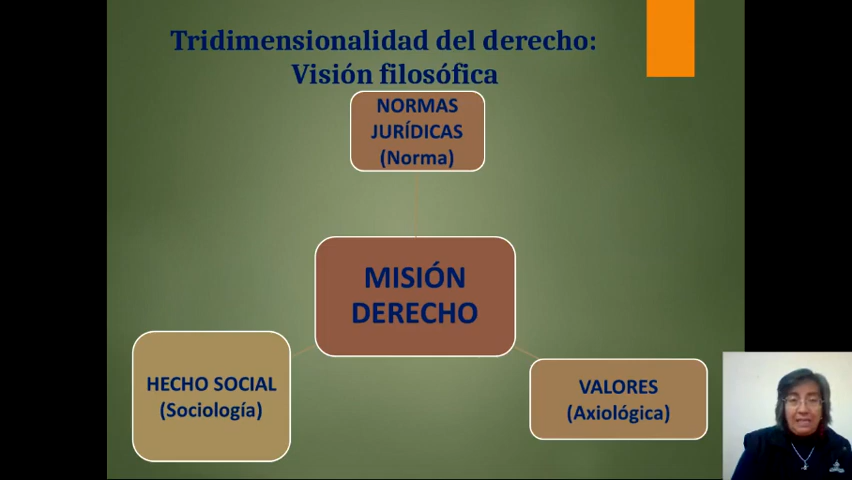 Tridimensionalidad del derecho:
Visión filosófica
NORMAS
JURÍDICAS
(Norma)
MISIÓN
DERECHO
HECHO SOCIAL
(Sociología)
VALORES
(Axiológica)